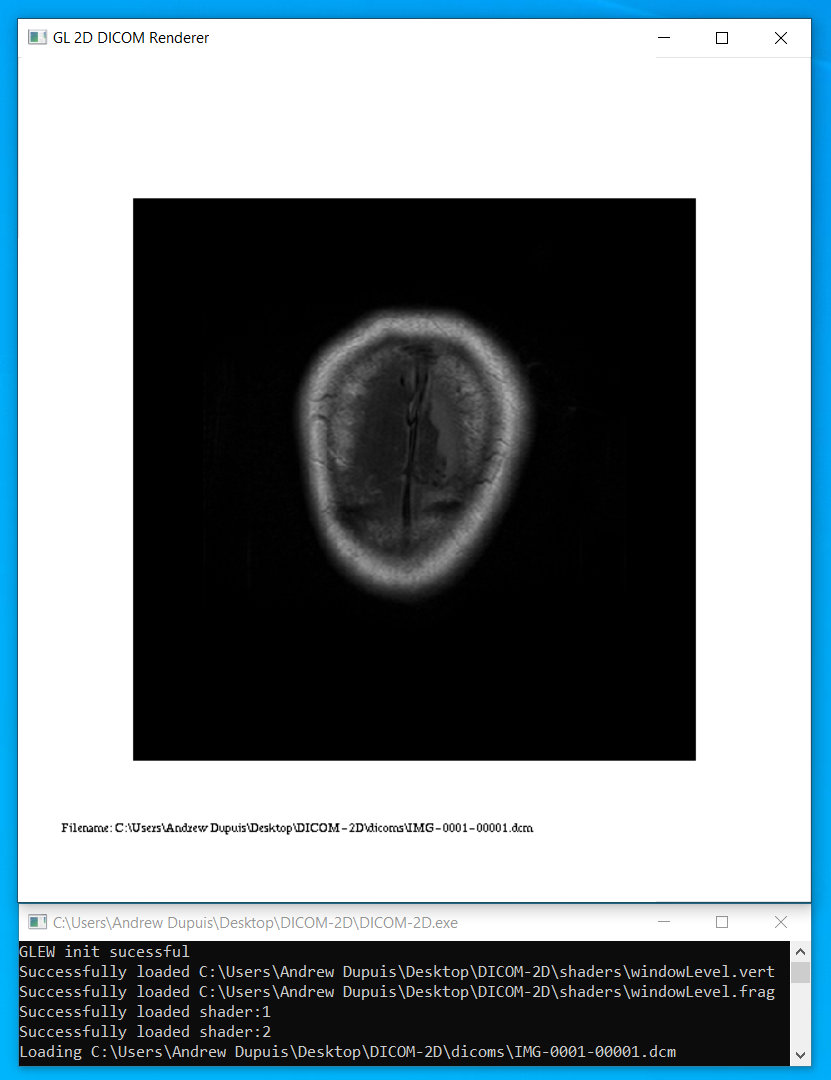 GL 2D DICOM Renderer
Filename: C:\Users\Andrew Dupuis\Desktop\DICOM-2D\dicoms\IMG-0001-00001.dcm
C:\Users\Andrew Dupuis\Desktop\DICOM-2D\DICOM-2D.exe
GLEW init sucessful
Successfully loaded C:\Users\Andrew Dupuis\Desktop\DICOM-2D\shaders\windowLevel.vert
Successfully loaded C:\Users\Andrew Dupuis\Desktop\DICOM-2D\shaders\windowLevel.frag
Successfully loaded shader:1
Successfully loaded shader:2
Loading C:\Users\Andrew Dupuis\Desktop\DICOM-2D\dicoms\IMG-0001-00001.dcm